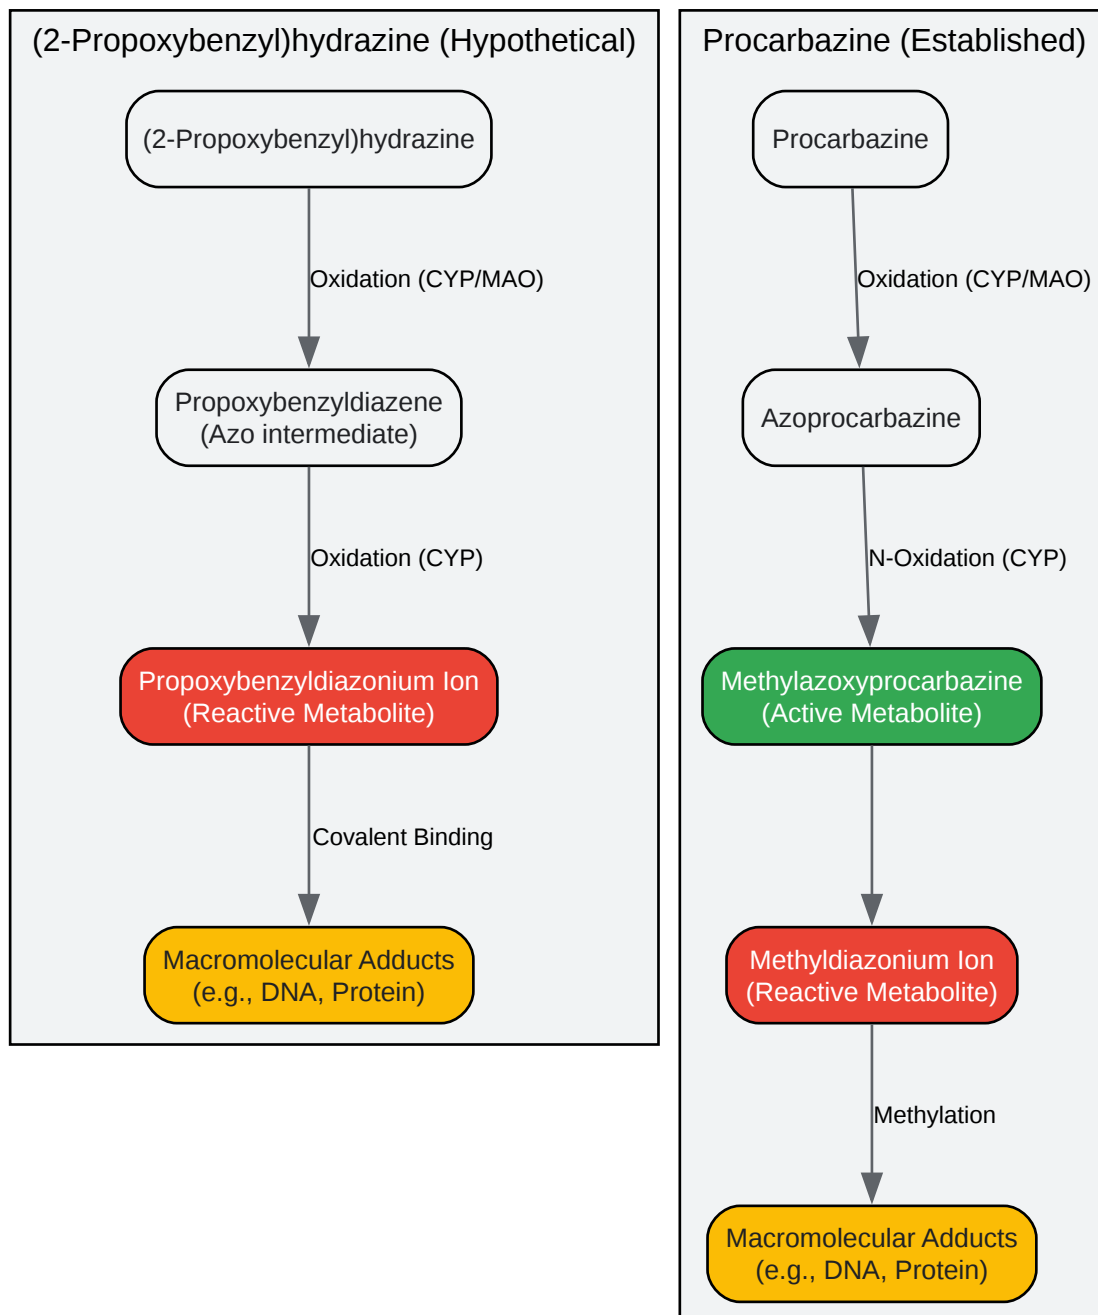 (2-Propoxybenzyl)hydrazine (Hypothetical)
(2-Propoxybenzyl)hydrazine
Oxidation (CYP/MAO)
Propoxybenzyldiazene
(Azo intermediate)
Oxidation (CYP)
Propoxybenzyldiazonium Ion
(Reactive Metabolite)
Covalent Binding
Macromolecular Adducts
(e.g., DNA, Protein)
Procarbazine (Established)
Procarbazine
Oxidation (CYP/MAO)
Azoprocarbazine
N-Oxidation (CYP)
Methylazoxyprocarbazine
(Active Metabolite)
Methyldiazonium Ion
(Reactive Metabolite)
Methylation
Macromolecular Adducts
(e.g., DNA, Protein)